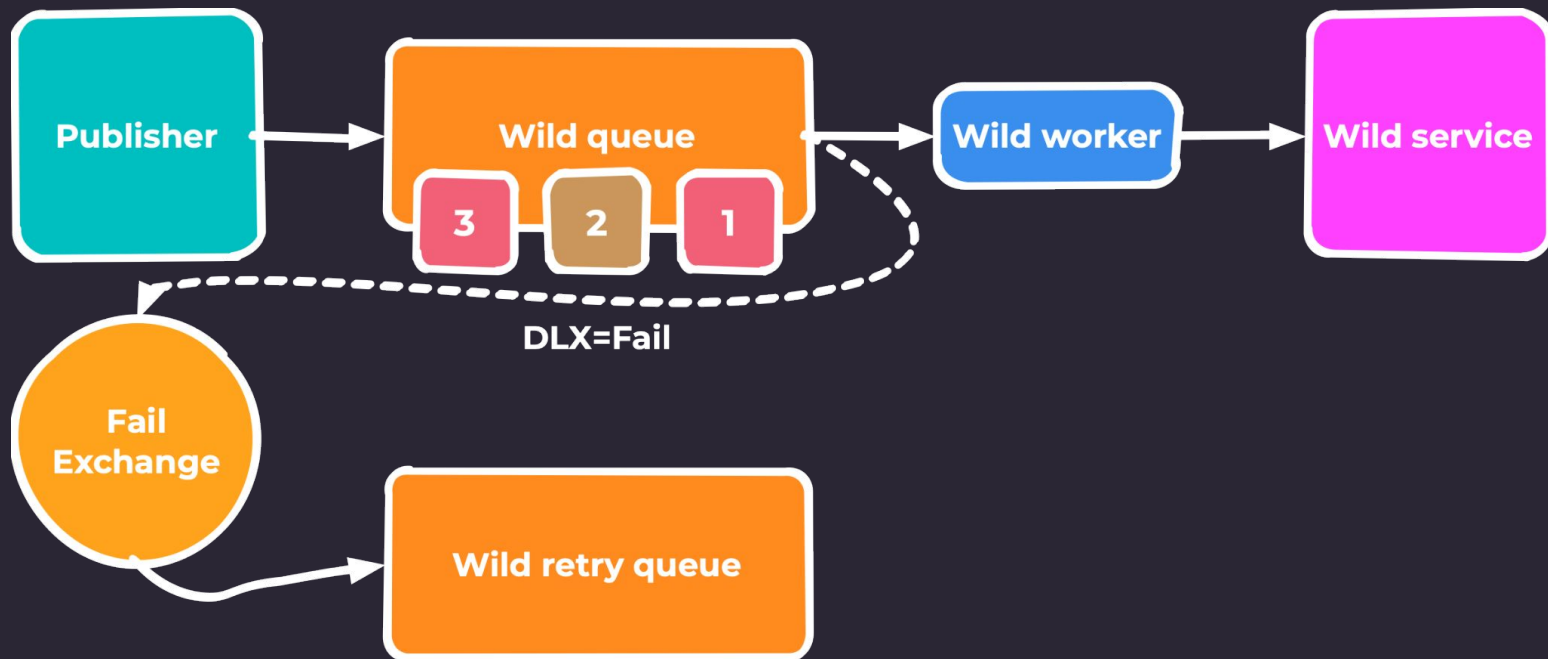 Publisher
Wild queue
Wild worker
Wild service
3
2
1
DLX=Fail
Fail
Exchange
Wild retry queue